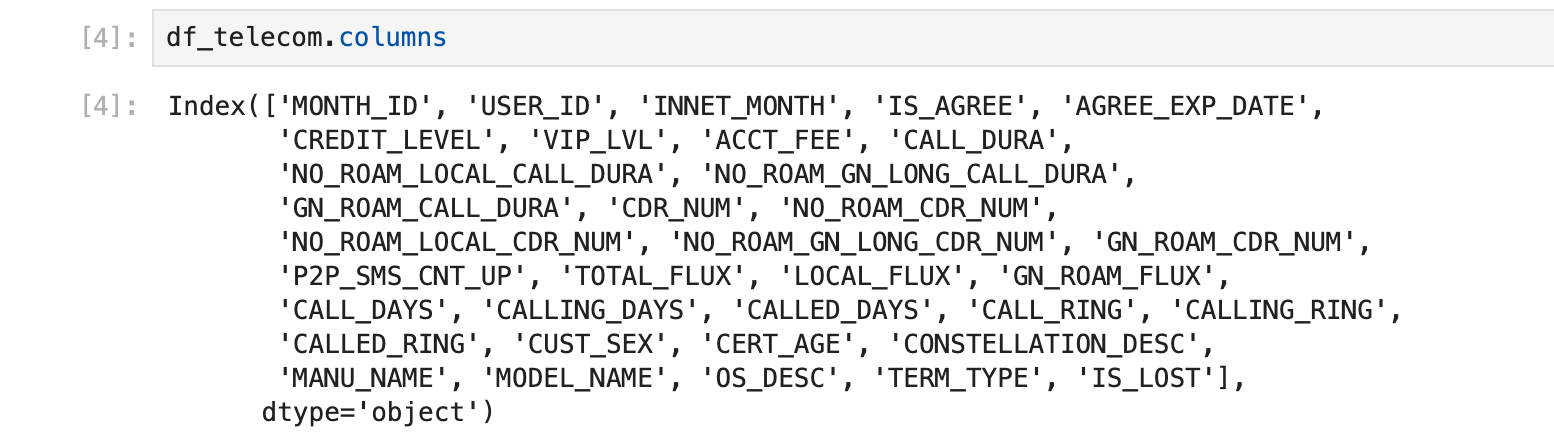 [4]: df_telecom.columns
[4]: Index(['MONTH_ID', 'USER_ID', 'INNET_MONTH', 'IS_AGREE', 'AGREE_EXP_DATE',
'CREDIT_LEVEL', 'VIP_LVL', 'ACCT_FEE', 'CALL_DURA',
'NO_ROAM_LOCAL_CALL_DURA', 'NO_ROAM_GN_LONG_CALL_DURA',
'GN_ROAM_CALL_DURA', 'CDR_NUM', 'NO_ROAM_CDR_NUM',
'NO_ROAM_LOCAL_CDR_NUM', 'NO_ROAM_GN_LONG_CDR_NUM', 'GN_ROAM_CDR_NUM',
'P2P_SMS_CNT_UP', 'TOTAL_FLUX', 'LOCAL_FLUX', 'GN_ROAM_FLUX',
'CALL_DAYS', 'CALLING_DAYS', 'CALLED_DAYS', 'CALL_RING', 'CALLING_RING',
'CALLED_RING', 'CUST_SEX', 'CERT_AGE', 'CONSTELLATION_DESC',
'MANU_NAME', 'MODEL_NAME', 'OS_DESC', 'TERM_TYPE', 'IS_LOST'],
dtype='object')